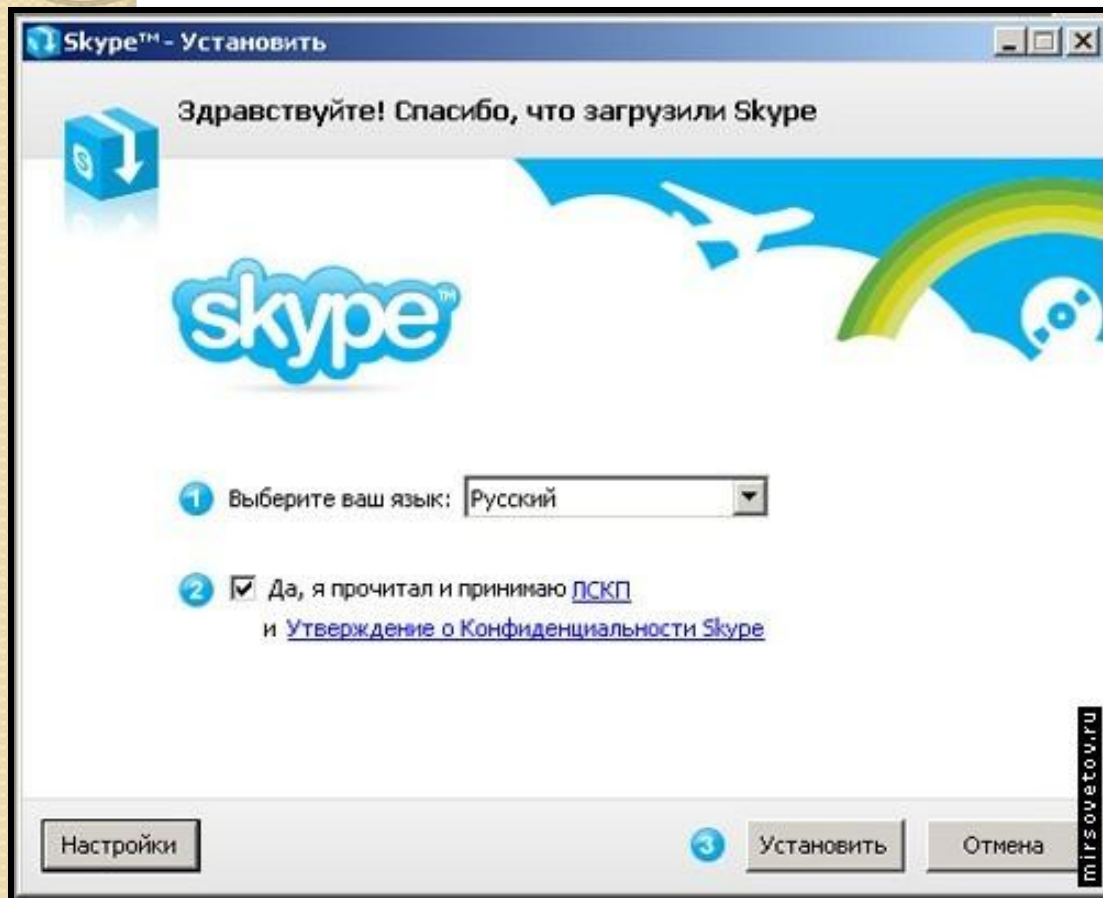 Skype™ - Установить
Здравствуйте! Спасибо, что загрузили Skype
S
skype™
1 Выберите ваш язык: Русский
2 Да, я прочитал и принимаю ЛСКП
и Утверждение о Конфиденциальности Skype
Настройки 3 Установить Отмена
mirsovetov.ru